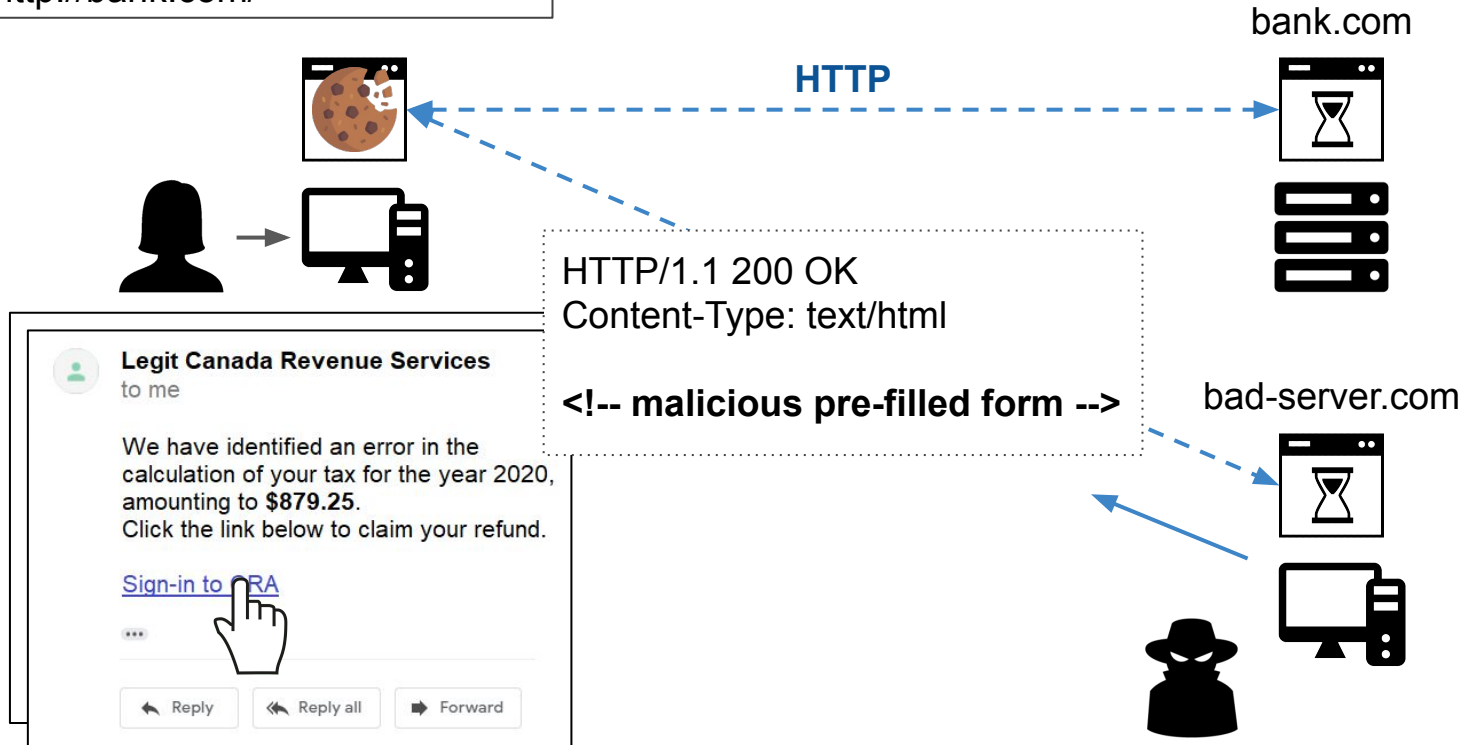 http://bank.com/
bank.com
HTTP
HTTP/1.1 200 OK
Content-Type: text/html
<!-- malicious pre-filled form -->
bad-server.com
Legit Canada Revenue Services
to me
We have identified an error in the
calculation of your tax for the year 2020,
amounting to $879.25.
Click the link below to claim your refund.
Sign-in to CRA
Reply
Reply all
Forward